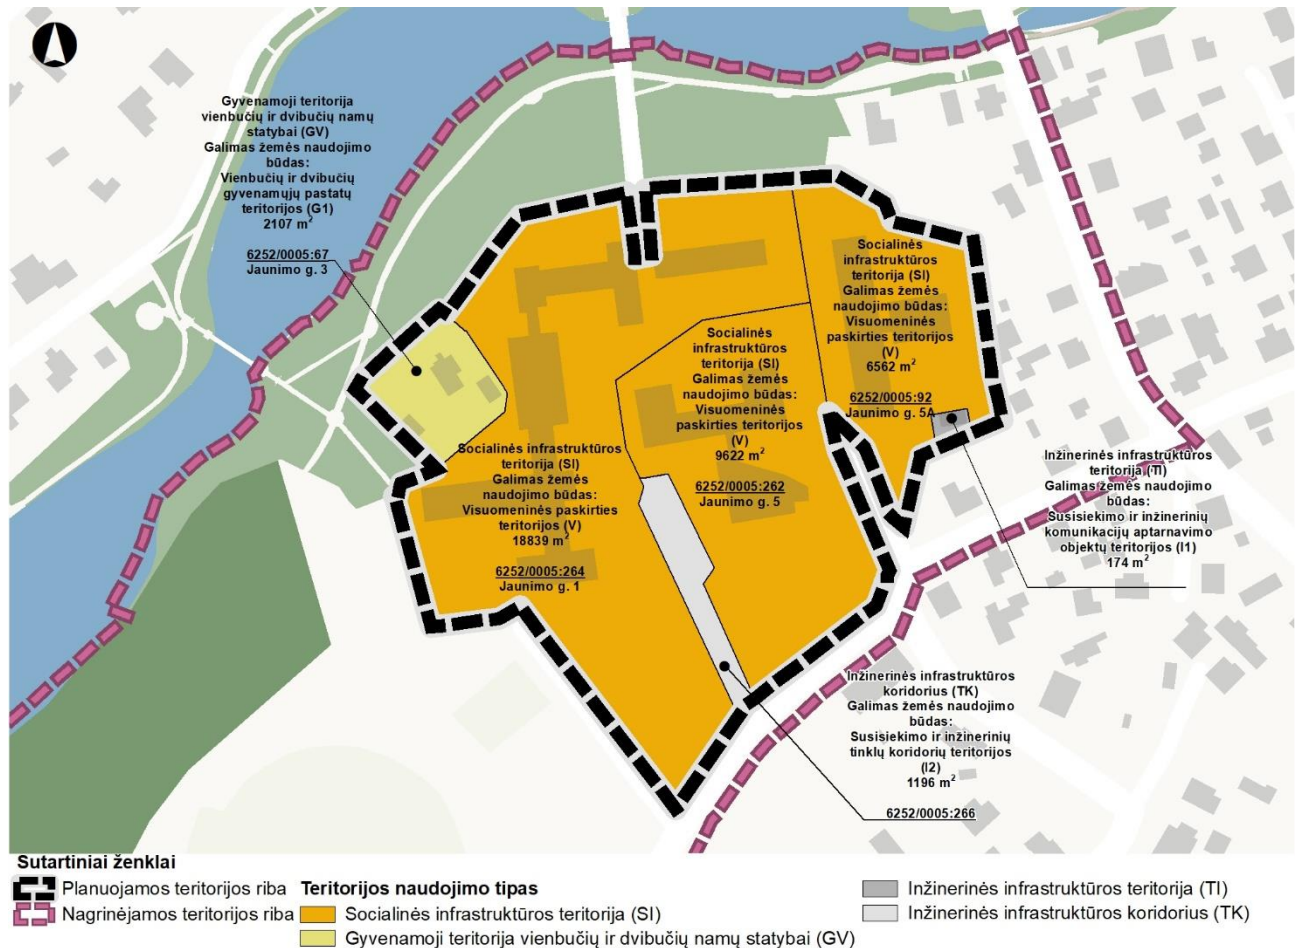 Gyvenamoji teritorija
vienbučių ir dvibučių namų
statybai (GV)
Galimas žemės naudojimo
būdas:
Vienbučių ir dvibučių
gyvenamųjų pastatų
teritorijos (G1)
2107 m²
6252/0005:67
Jaunimo g. 3
Socialinės
infrastruktūros
teritorija (SI)
Galimas žemės
naudojimo būdas:
Visuomeninės
paskirties teritorijos
(V)
6562 m²
6252/0005:92
Jaunimo g. 5A
Socialinės
infrastruktūros
teritorija (SI)
Galimas žemės
naudojimo būdas:
Visuomeninės
paskirties teritorijos
(V)
9622 m²
6252/0005:262
Jaunimo g. 5
Socialinės infrastruktūros
teritorija (SI)
Galimas žemės
naudojimo būdas:
Visuomeninės paskirties
teritorijos (V)
18839 m²
6252/0005:264
Jaunimo g. 1
Inžinerinės infrastruktūros
teritorija (TI)
Galimas žemės naudojimo
būdas:
Susisiekimo ir inžinerinių
komunikacijų aptarnavimo
objektų teritorijos (I1)
174 m²
Inžinerinės infrastruktūros
koridorius (TK)
Galimas žemės naudojimo
būdas:
Susisiekimo ir inžinerinių
tinklų koridorių teritorijos
(I2)
1196 m²
6252/0005:266
Sutartiniai ženklai
Planuojamos teritorijos riba
Nagrinėjamos teritorijos riba
Teritorijos naudojimo tipas
Socialinės infrastruktūros teritorija (SI)
Gyvenamoji teritorija vienbučių ir dvibučių namų statybai (GV)
Inžinerinės infrastruktūros teritorija (TI)
Inžinerinės infrastruktūros koridorius (TK)